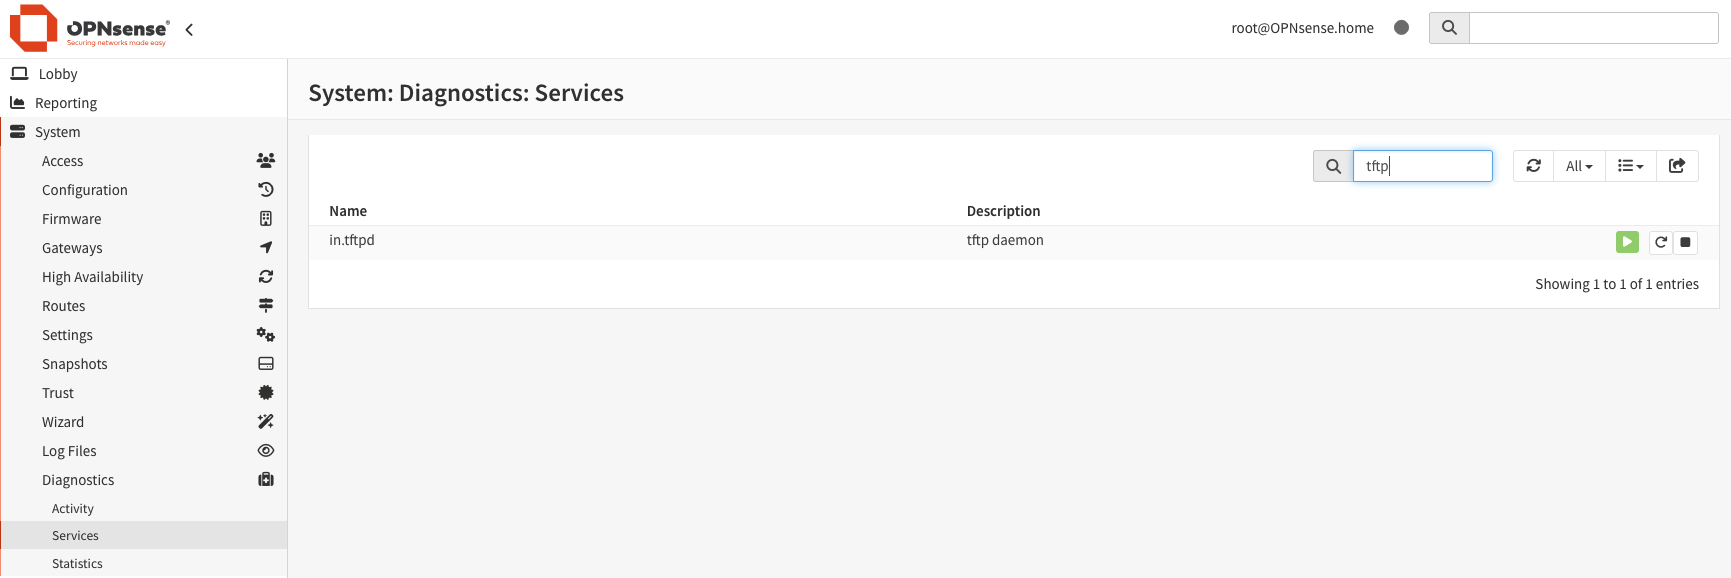 OPNsense®
Securing networks made easy
root@OPNsense.home
Lobby
Reporting
System
Access
Configuration
Firmware
Gateways
High Availability
Routes
Settings
Snapshots
Trust
Wizard
Log Files
Diagnostics
Activity
Services
Statistics
System: Diagnostics: Services
tftp
All
Name Description
in.tftpd tftp daemon
Showing 1 to 1 of 1 entries